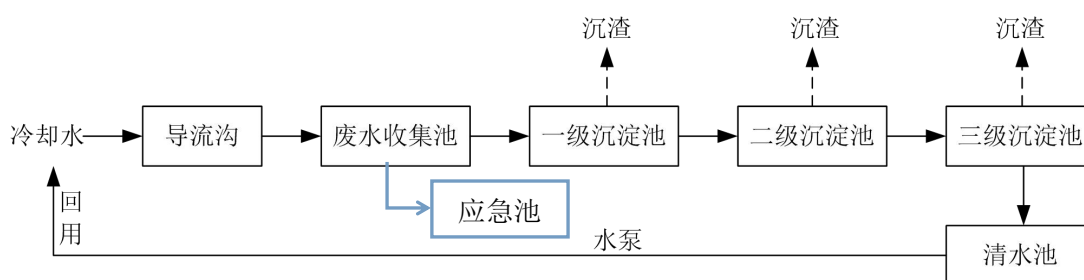 沉渣
沉渣
沉渣
冷却水
导流沟
废水收集池
一级沉淀池
二级沉淀池
三级沉淀池
应急池
回用
水泵
清水池